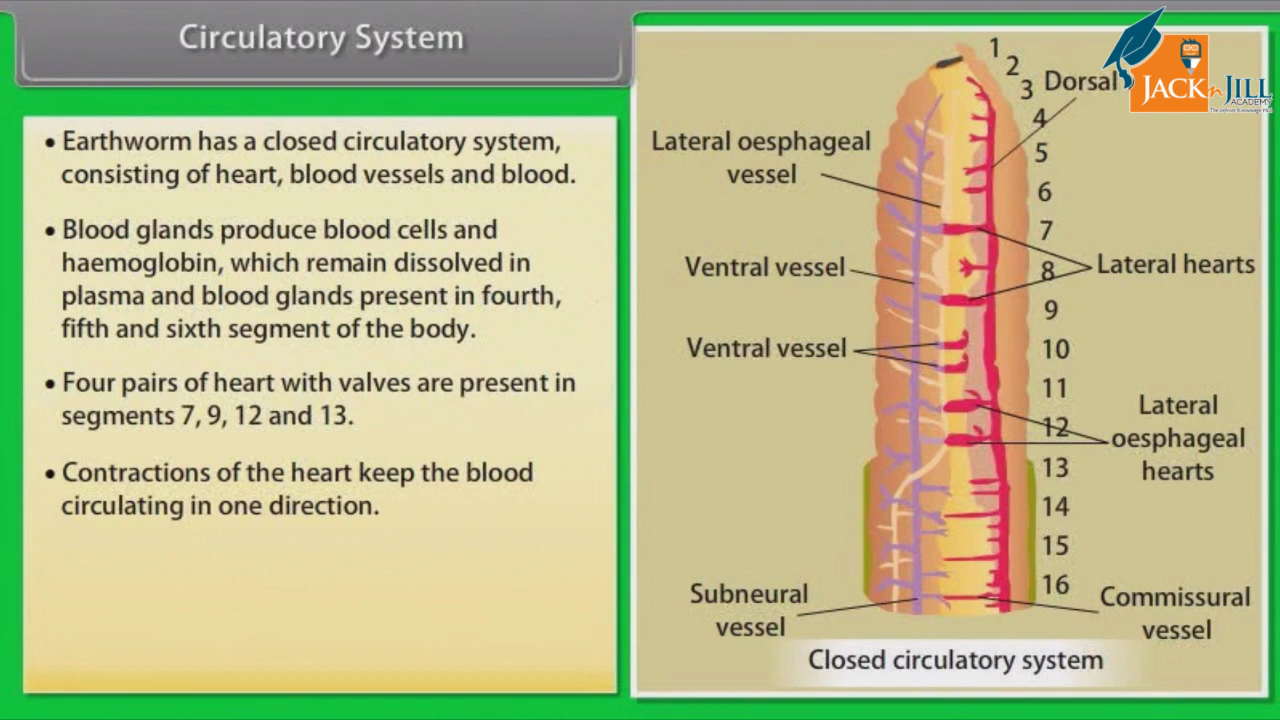 Circulatory System
• Earthworm has a closed circulatory system,
consisting of heart, blood vessels and blood.
• Blood glands produce blood cells and
haemoglobin, which remain dissolved in
plasma and blood glands present in fourth,
fifth and sixth segment of the body.
• Four pairs of heart with valves are present in
segments 7, 9, 12 and 13.
• Contractions of the heart keep the blood
circulating in one direction.
JACK n JILL
ACADEMY
1
2
3
Dorsal
4
Lateral oesphageal
vessel
5
6
7
Ventral vessel
8
Lateral hearts
9
Ventral vessel
10
11
12
Lateral
oesphageal
hearts
13
14
15
16
Subneural
vessel
Commissural
vessel
Closed circulatory system